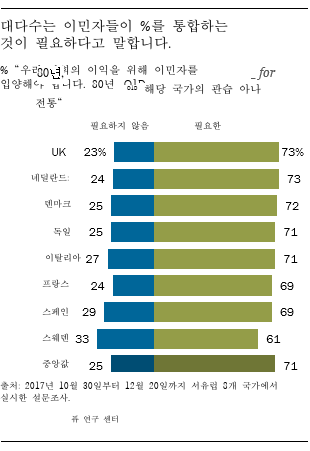 대다수는 이민자들이 %를 통합하는
것이 필요하다고 말합니다.
% "우리 의 이익을 위해 이민자를 _for
80년,
입양해야 니다. 80년
해당 국가의 관습 아나
전통"
필요하지 않음 필요한
UK 23% 73%
네덜란드: 24 73
덴마크 25 72
독일 25 71
이탈리아 27 71
프랑스 24 69
스페인 29 69
스웨덴 33 61
중앙값 25 71
출처: 2017년 10월 30일부터 12월 20일까지 서유럽 8개 국가에서
실시한 설문조사.
퓨 연구 센터